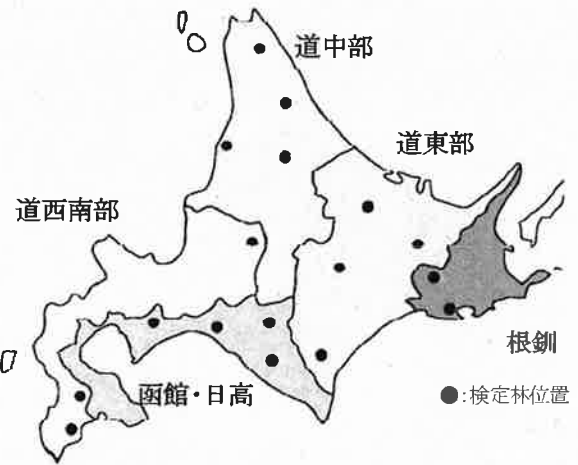 道中部
道東部
道西南部
根釧
函館・日高
●:検定林位置